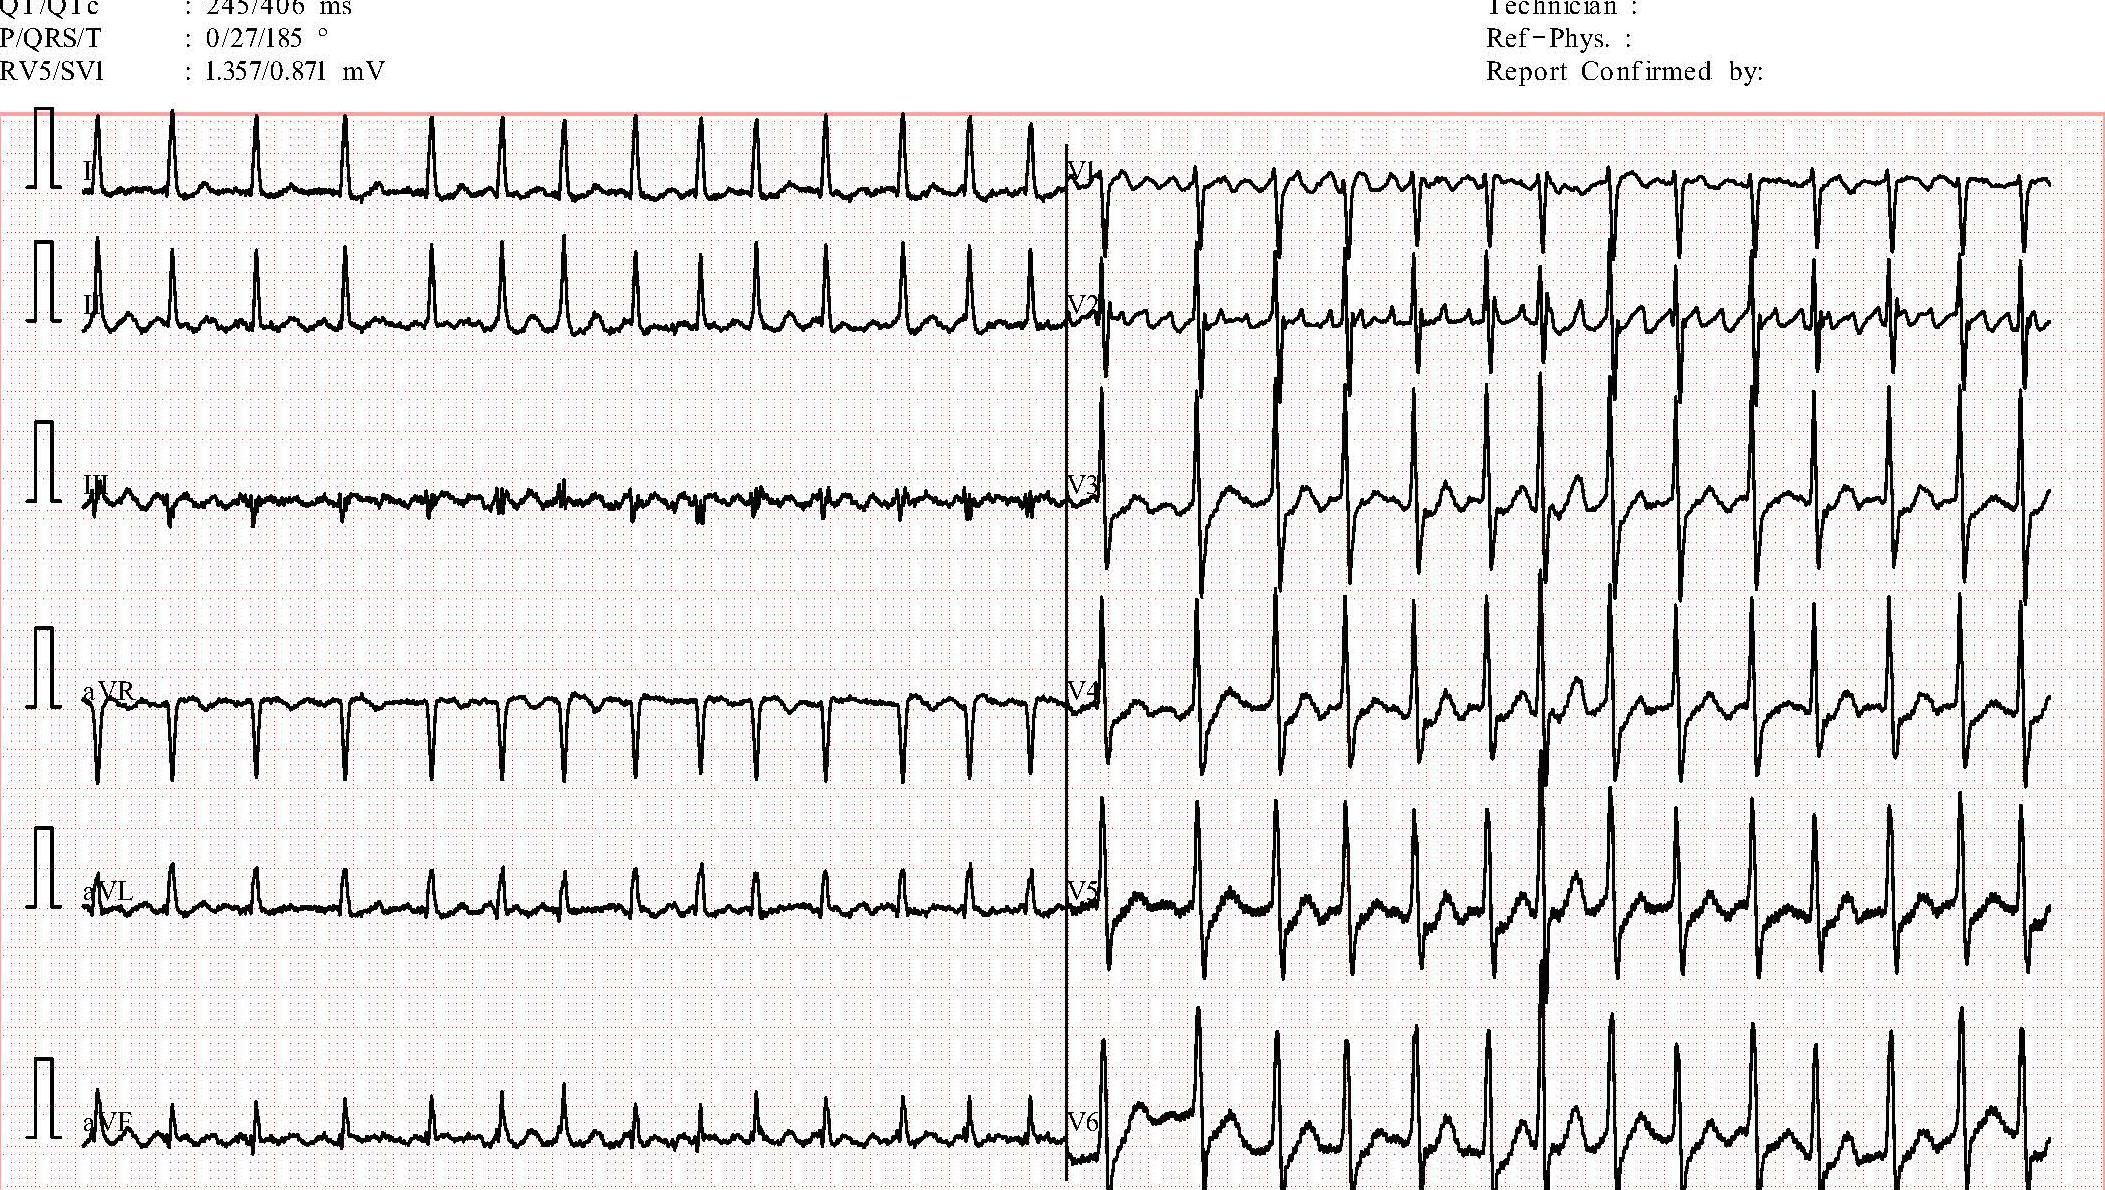 QT/QTc : 245/406 ms
P/QRS/T : 0/27/185 °
RV5/SV1 : 1.357/0.871 mV
Technician :
Ref-Phys. :
Report Confirmed by:
I
II
III
aVR
aVL
aVF
V1
V2
V3
V4
V5
V6